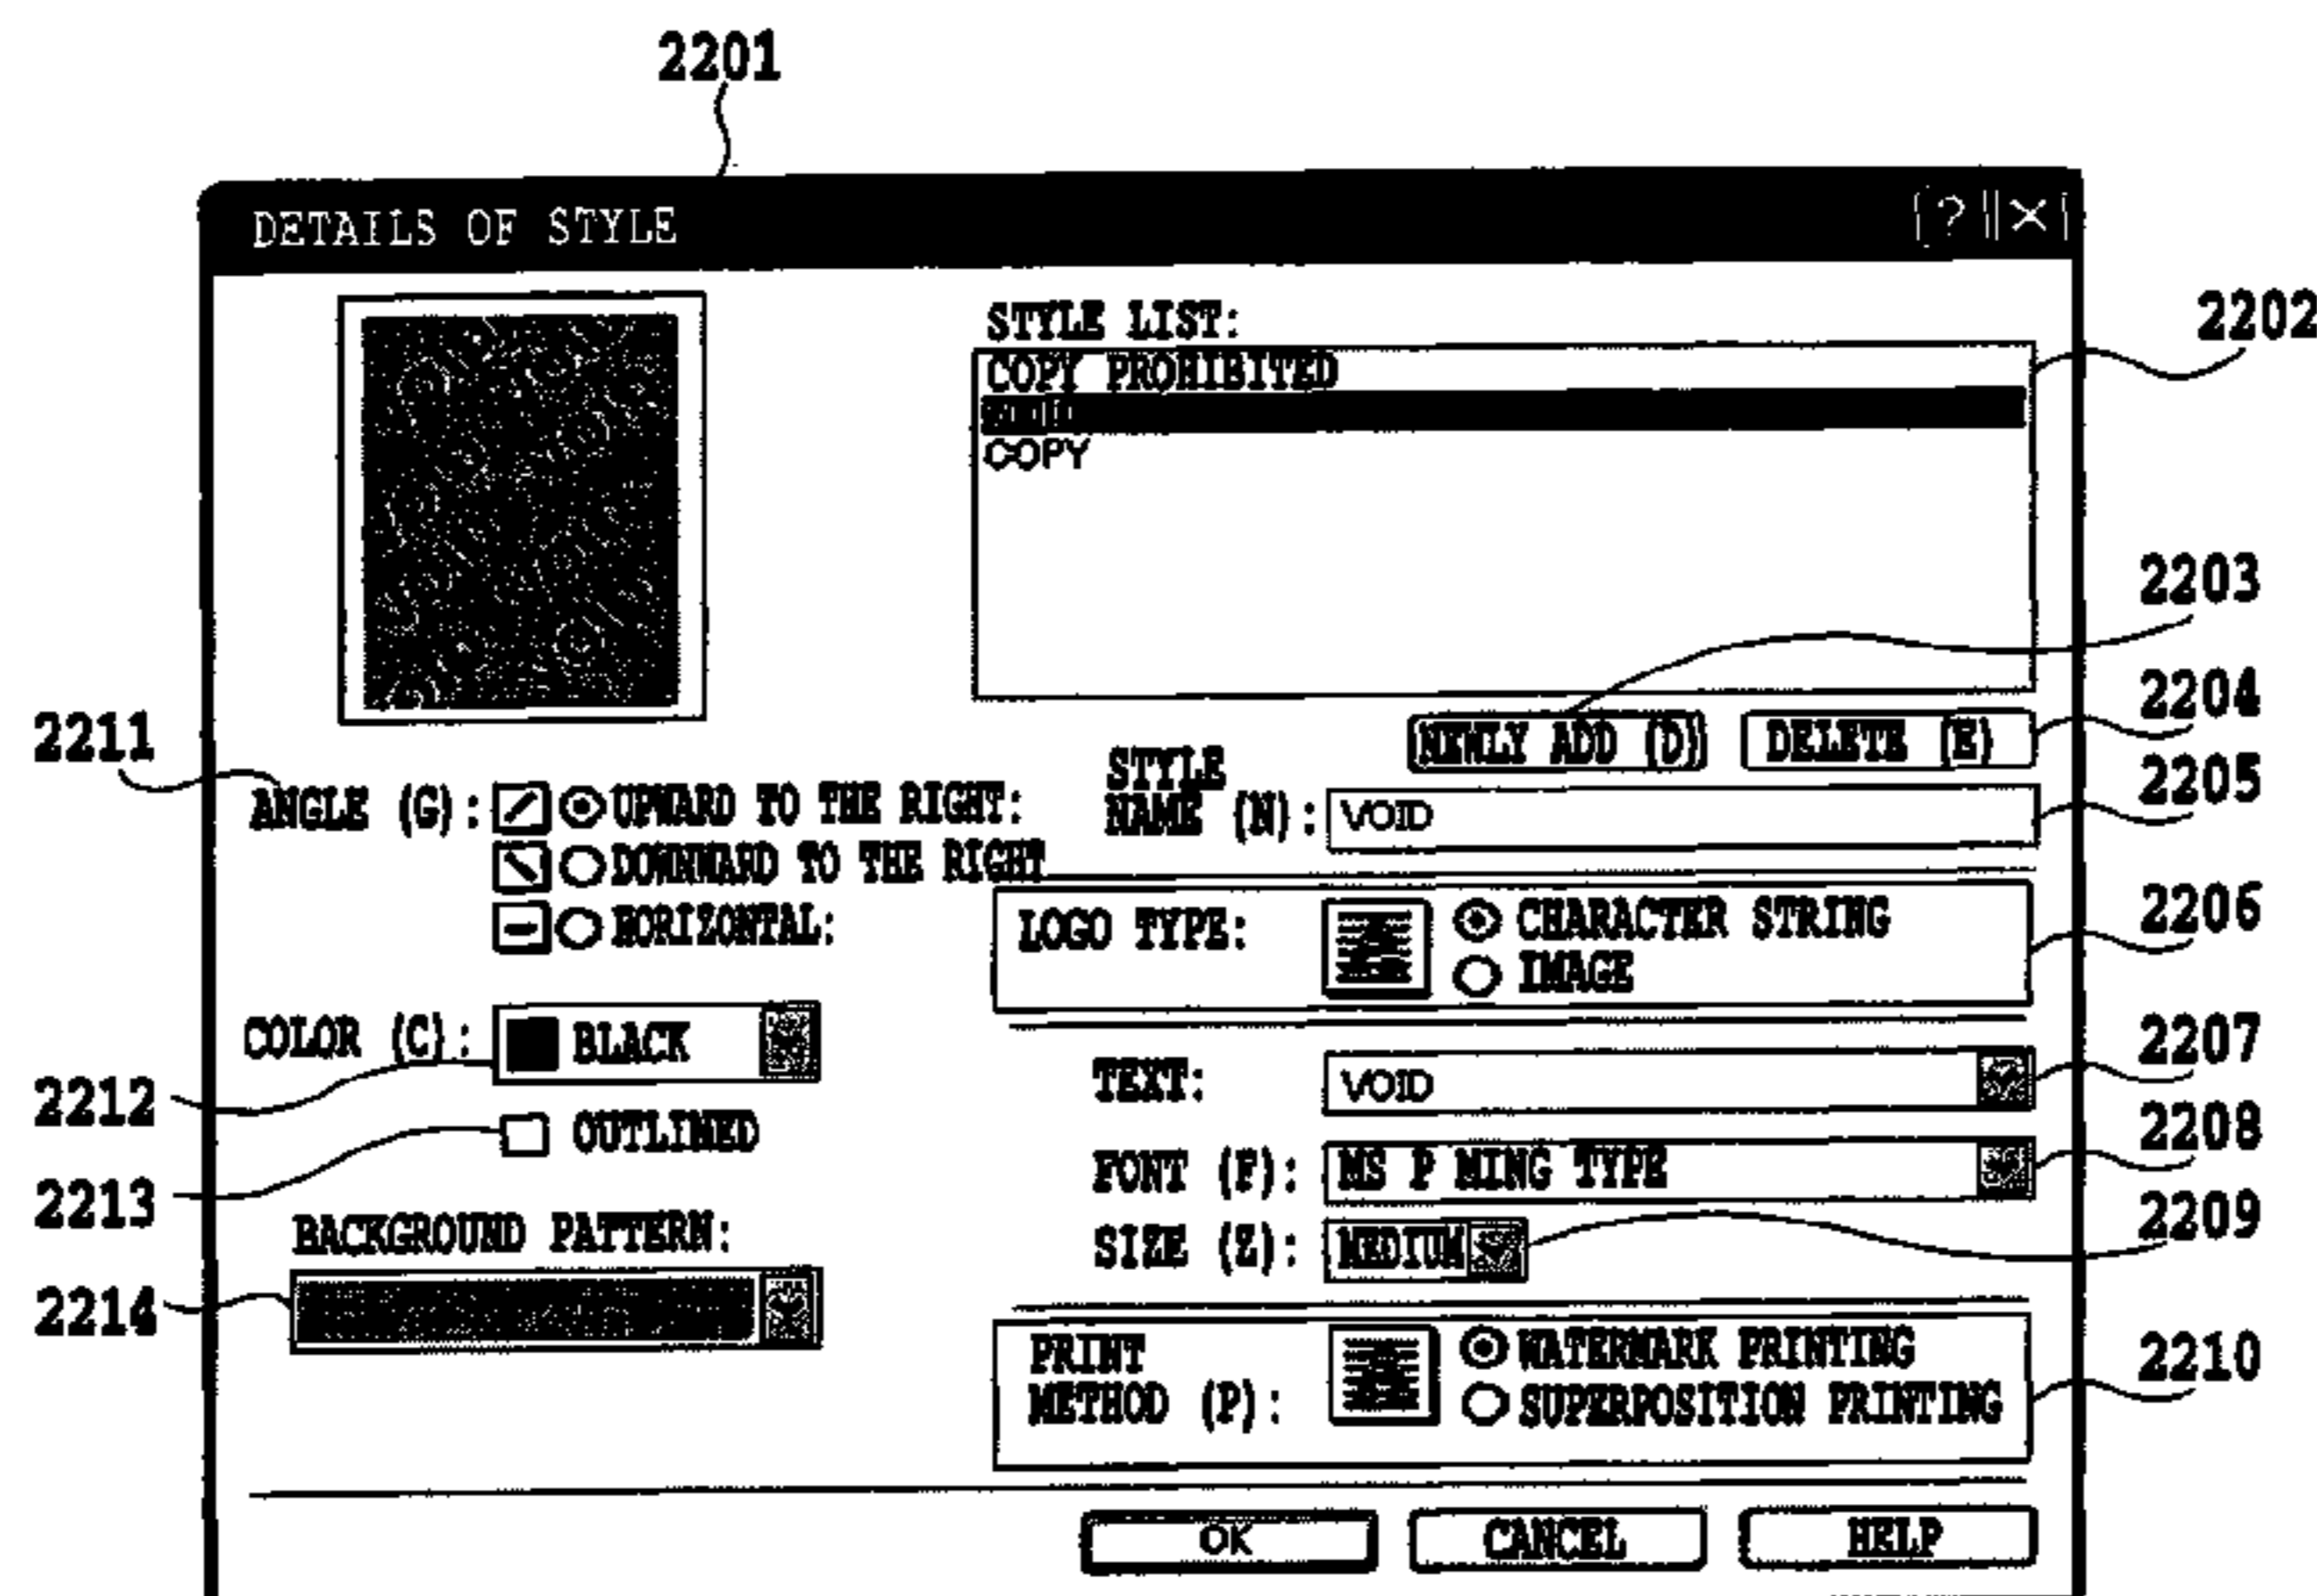 2201
DETAILS OF STYLE
? ×
STYLE LIST:
2202
COPY PROHIBITED
VOID
COPY
2203
2204
NEWLY ADD (D) DELETE (E)
2211
2205
ANGLE (G): UPWARD TO THE RIGHT:
DOWNWARD TO THE RIGHT
HORIZONTAL:
STYLE
NAME (N): VOID
2206
LOGO TYPE: CHARACTER STRING
IMAGE
COLOR (C): BLACK
2207
TEXT: VOID
2212
OUTLINED
2208
FONT (F): MS P MING TYPE
2213
2209
BACKGROUND PATTERN:
SIZE (Z): MEDIUM
2214
PRINT
METHOD (P): WATERMARK PRINTING
SUPERPOSITION PRINTING
2210
OK CANCEL HELP